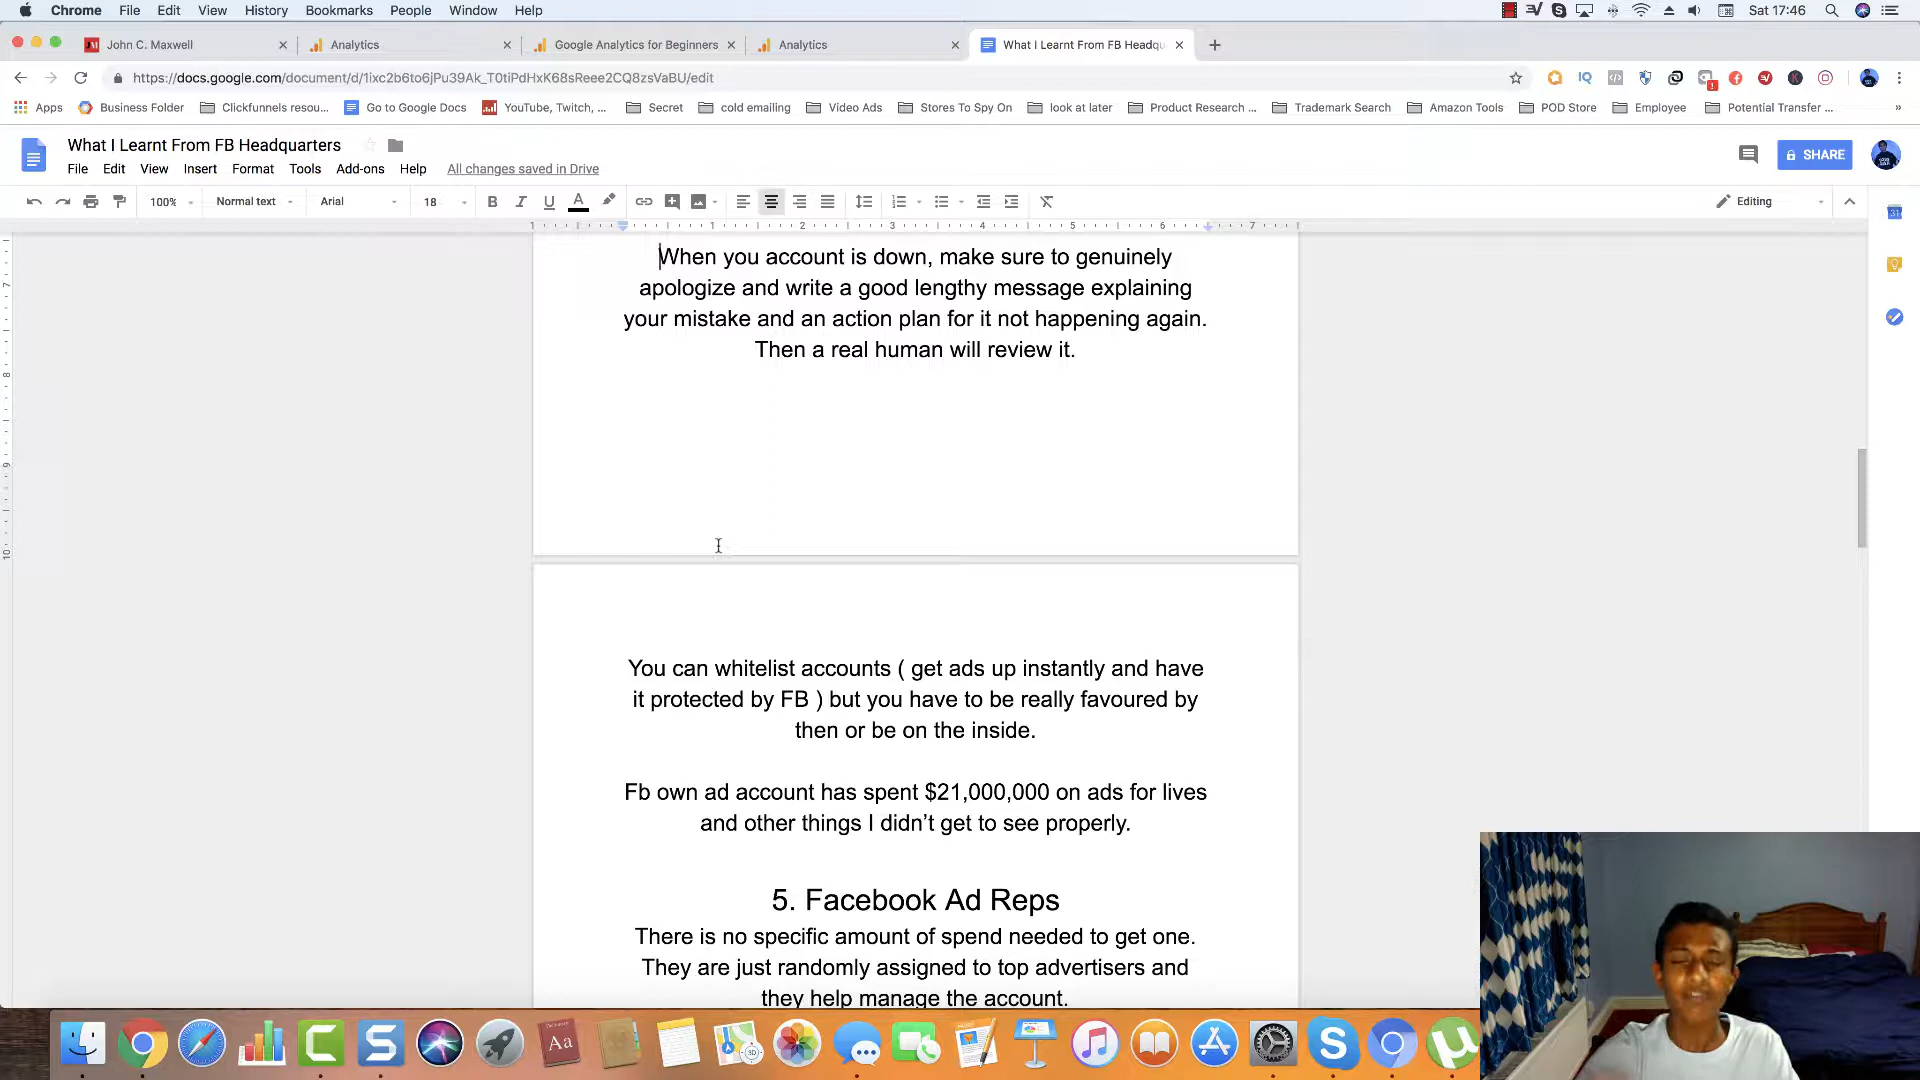 Chrome File Edit View History Bookmarks People Window Help Sat 17:46
John C. Maxwell Analytics Google Analytics for Beginners Analytics What I Learnt From FB Headqu
https://docs.google.com/document/d/1ixc2b6to6jPu39Ak_T0tiPdHxK68sReee2CQ8zsVaBU/edit
Apps Business Folder Clickfunnels resou... Go to Google Docs YouTube, Twitch, ... Secret cold emailing Video Ads Stores To Spy On look at later Product Research ... Trademark Search Amazon Tools POD Store Employee Potential Transfer ...
What I Learnt From FB Headquarters
SHARE
File Edit View Insert Format Tools Add-ons Help All changes saved in Drive
100% Normal text Arial 18 B I U A Editing
1 1 2 3 4 5 6 7
When you account is down, make sure to genuinely
apologize and write a good lengthy message explaining
your mistake and an action plan for it not happening again.
Then a real human will review it.
You can whitelist accounts ( get ads up instantly and have
it protected by FB ) but you have to be really favoured by
then or be on the inside.
Fb own ad account has spent $21,000,000 on ads for lives
and other things I didn't get to see properly.
5. Facebook Ad Reps
There is no specific amount of spend needed to get one.
They are just randomly assigned to top advertisers and
they help manage the account.